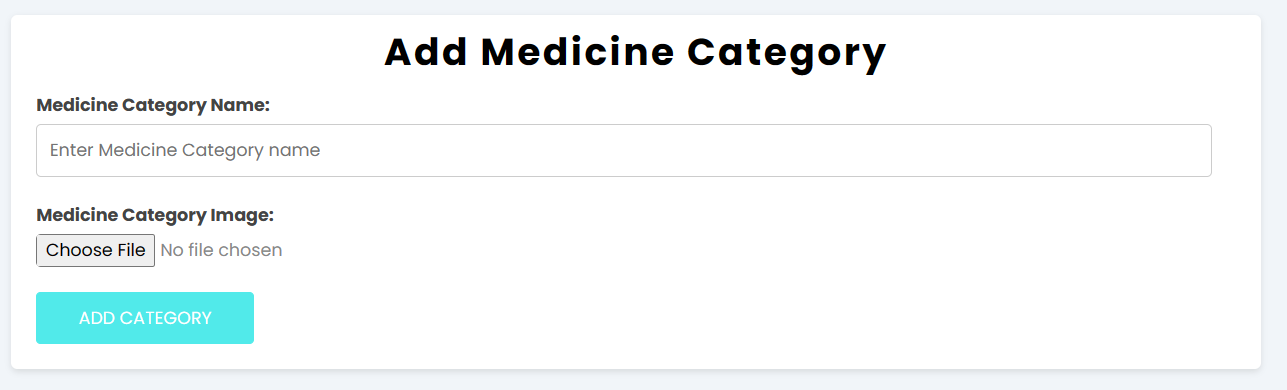 Add Medicine Category
Medicine Category Name:
Enter Medicine Category name
Medicine Category Image:
Choose File No file chosen
ADD CATEGORY